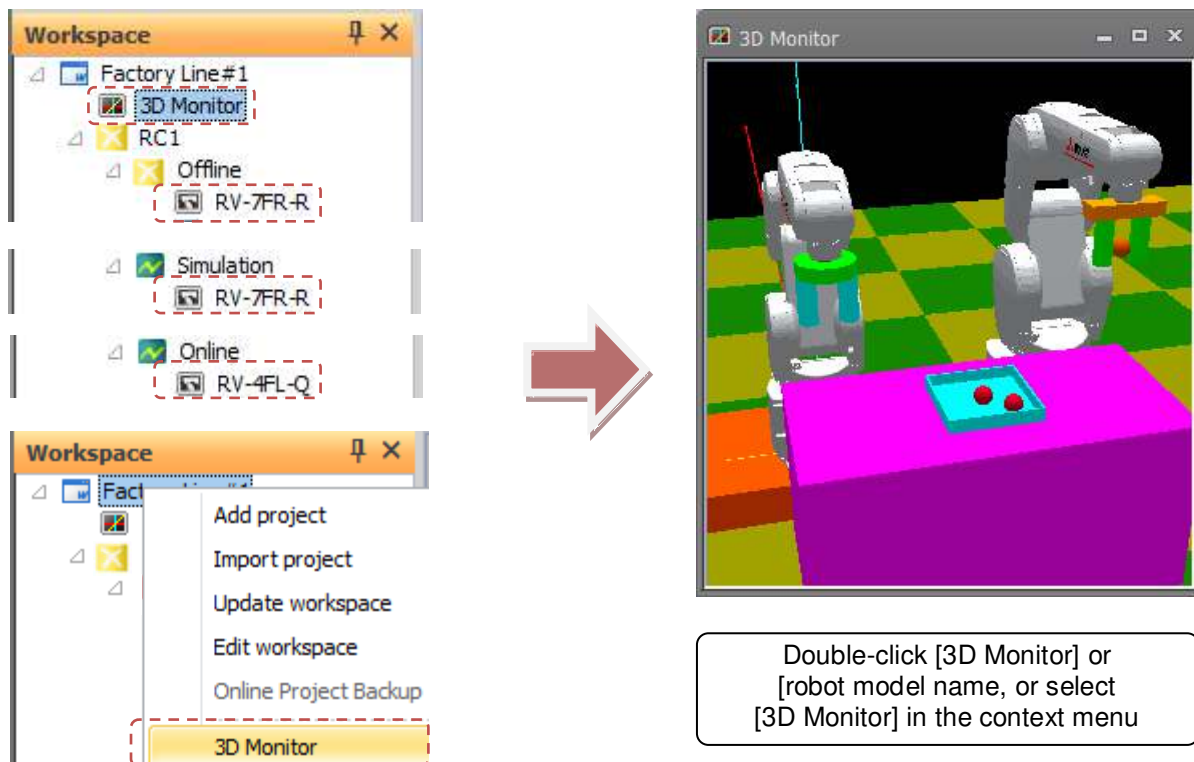 Workspace
Factory Line#1
3D Monitor
RC1
Offline
RV-7FR-R
Simulation
RV-7FR-R
Online
RV-4FL-Q
Workspace
Add project
Import project
Update workspace
Edit workspace
Online Project Backup
3D Monitor
3D Monitor
Double-click [3D Monitor] or
[robot model name, or select
[3D Monitor] in the context menu